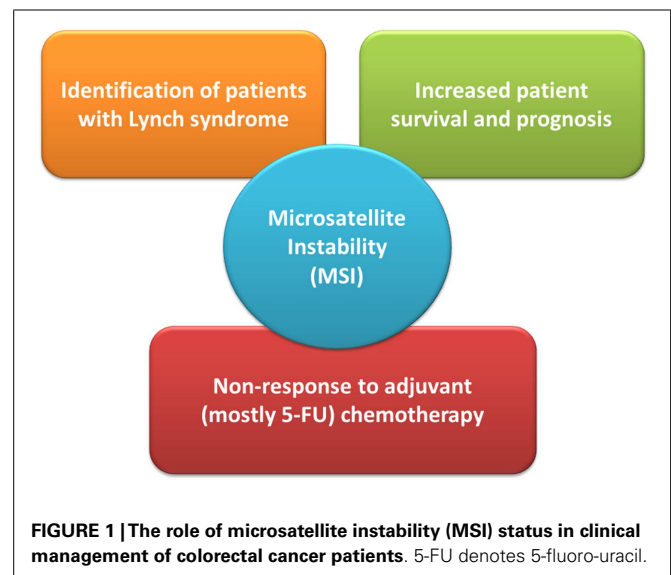 Identification of patients
with Lynch syndrome
Increased patient
survival and prognosis
Microsatellite
Instability
(MSI)
Non-response to adjuvant
(mostly 5-FU) chemotherapy
FIGURE 1 | The role of microsatellite instability (MSI) status in clinical
management of colorectal cancer patients. 5-FU denotes 5-fluoro-uracil.